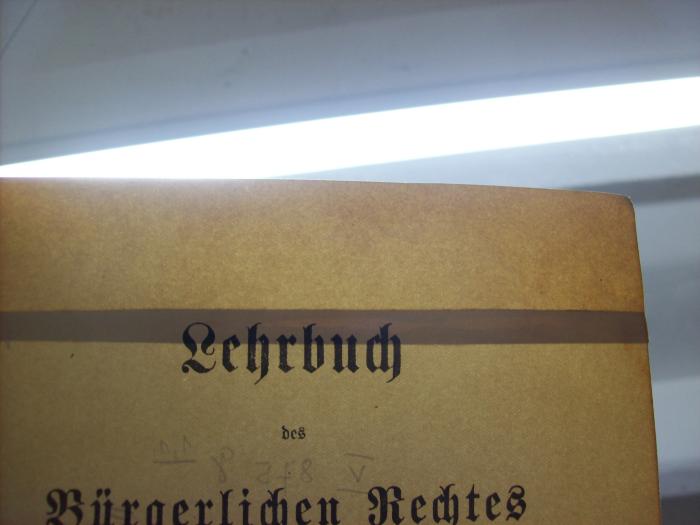 Lehrbuch
des
Bürgerlichen Rechtes